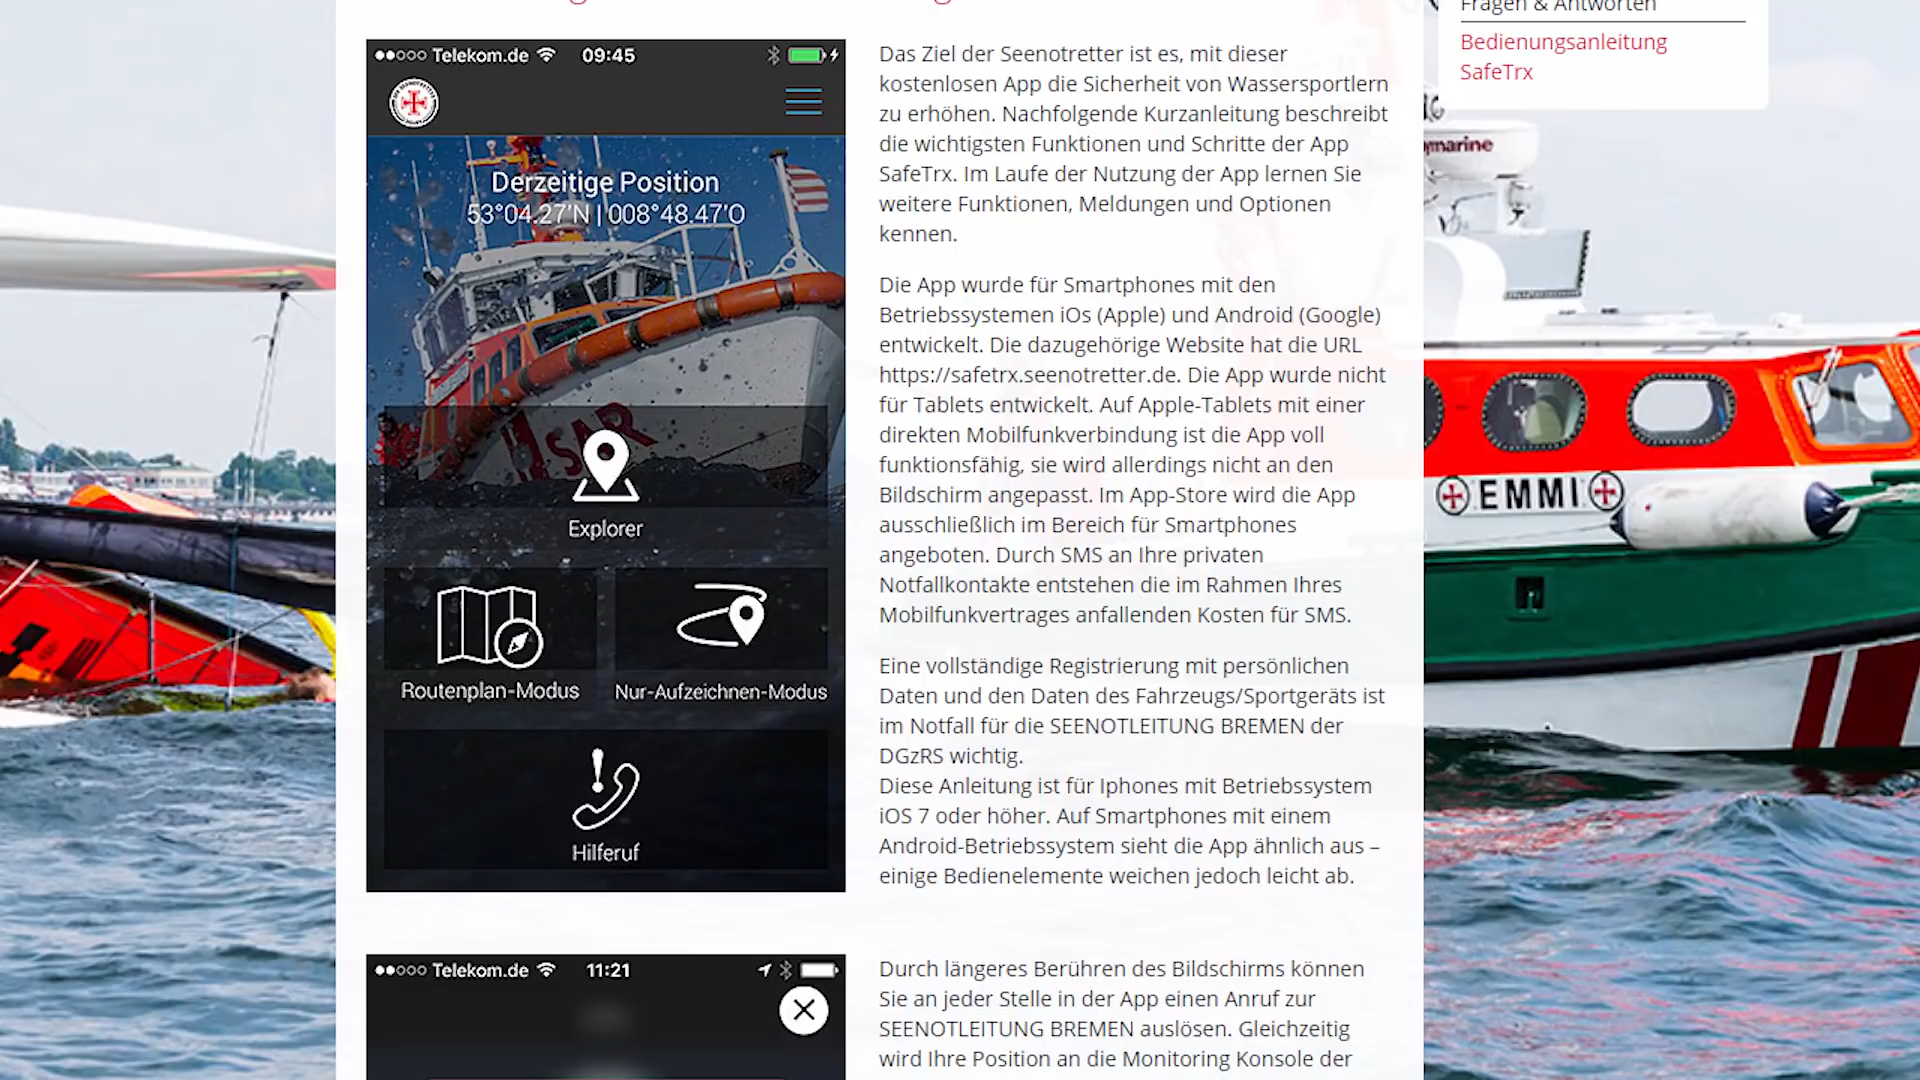 Fragen & Antworten
Bedienungsanleitung
SafeTrx
Telekom.de 09:45
Derzeitige Position
53°04.27'N | 008°48.47'O
SAR
Explorer
Routenplan-Modus
Nur-Aufzeichnen-Modus
Hilferuf
Das Ziel der Seenotretter ist es, mit dieser
kostenlosen App die Sicherheit von Wassersportlern
zu erhöhen. Nachfolgende Kurzanleitung beschreibt
die wichtigsten Funktionen und Schritte der App
SafeTrx. Im Laufe der Nutzung der App lernen Sie
weitere Funktionen, Meldungen und Optionen
kennen.
Die App wurde für Smartphones mit den
Betriebssystemen iOs (Apple) und Android (Google)
entwickelt. Die dazugehörige Website hat die URL
https://safetrx.seenotretter.de. Die App wurde nicht
für Tablets entwickelt. Auf Apple-Tablets mit einer
direkten Mobilfunkverbindung ist die App voll
funktionsfähig, sie wird allerdings nicht an den
Bildschirm angepasst. Im App-Store wird die App
ausschließlich im Bereich für Smartphones
angeboten. Durch SMS an Ihre privaten
Notfallkontakte entstehen die im Rahmen Ihres
Mobilfunkvertrages anfallenden Kosten für SMS.
Eine vollständige Registrierung mit persönlichen
Daten und den Daten des Fahrzeugs/Sportgeräts ist
im Notfall für die SEENOTLEITUNG BREMEN der
DGzRS wichtig.
Diese Anleitung ist für Iphones mit Betriebssystem
iOS 7 oder höher. Auf Smartphones mit einem
Android-Betriebssystem sieht die App ähnlich aus –
einige Bedienelemente weichen jedoch leicht ab.
EMMI
Telekom.de 11:21
Durch längeres Berühren des Bildschirms können
Sie an jeder Stelle in der App einen Anruf zur
SEENOTLEITUNG BREMEN auslösen. Gleichzeitig
wird Ihre Position an die Monitoring Konsole der